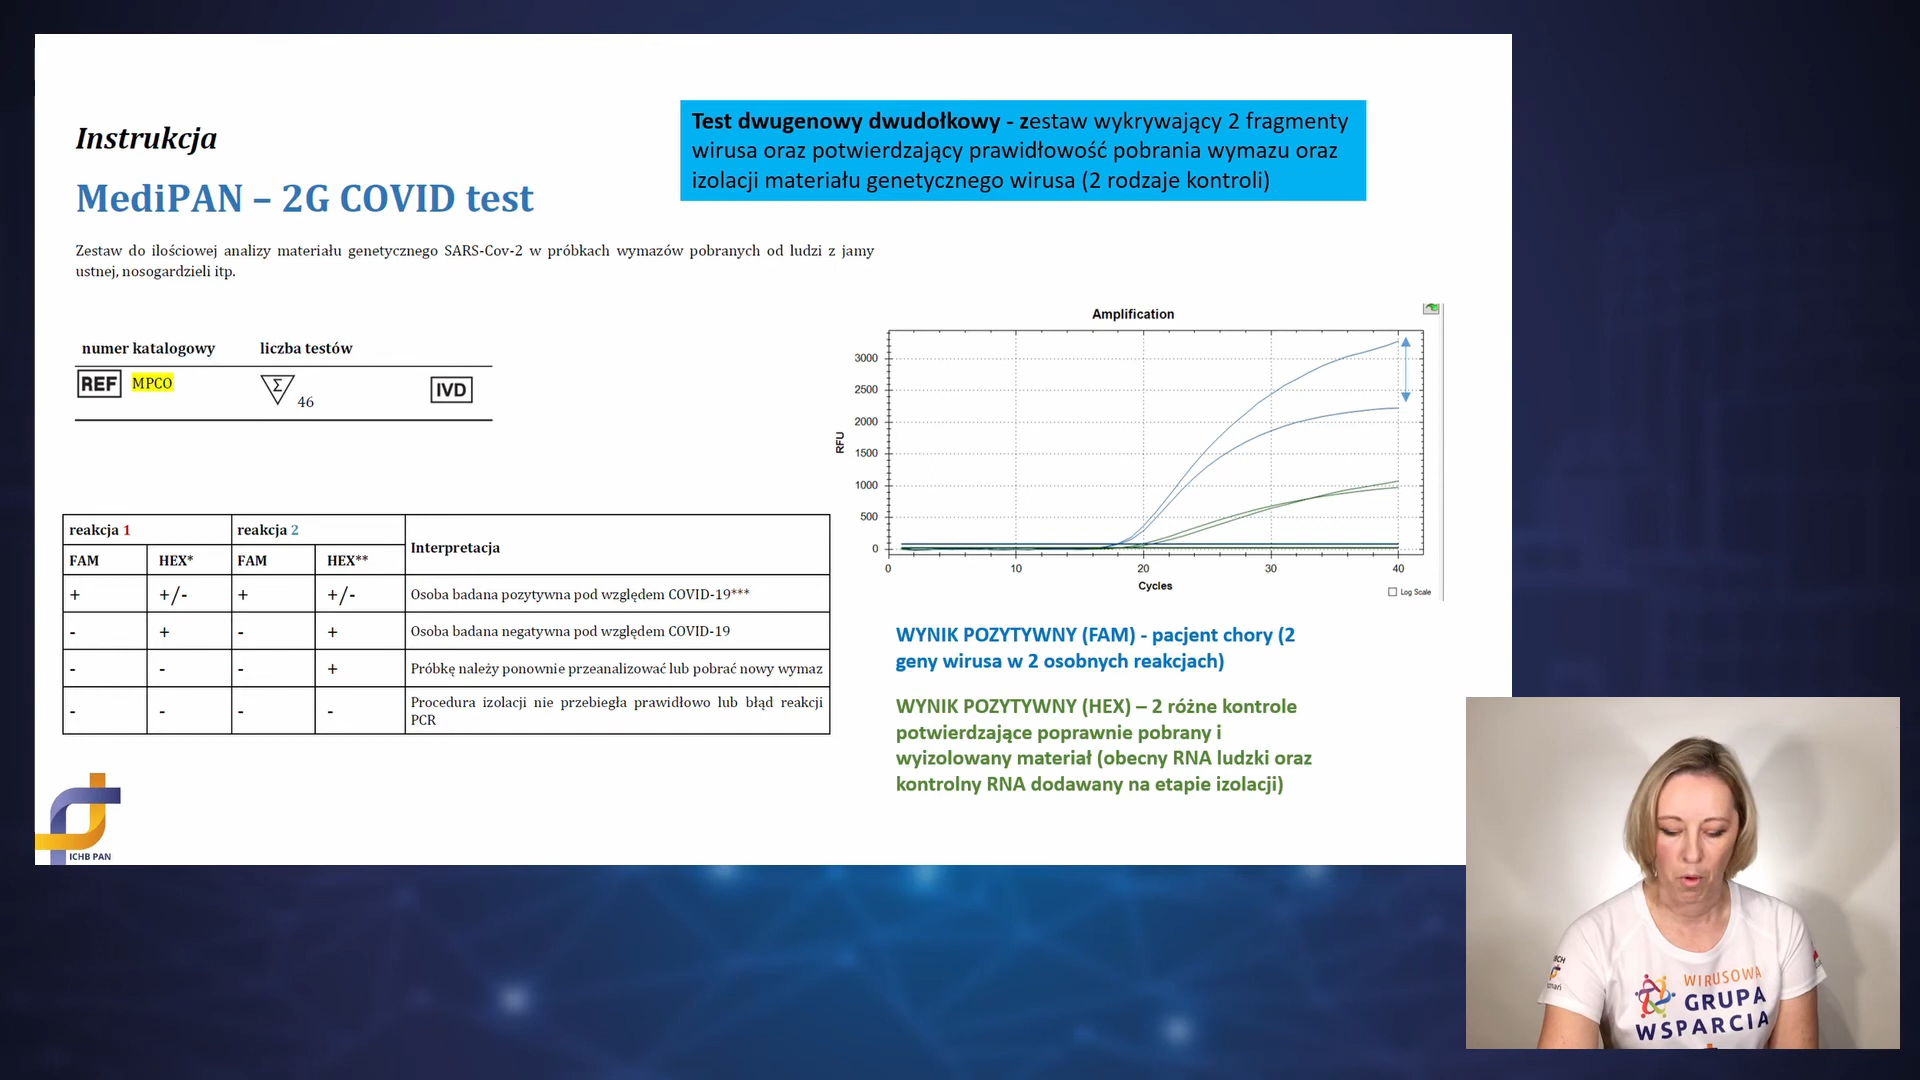 Instrukcja
MediPAN – 2G COVID test
Zestaw do ilościowej analizy materiału genetycznego SARS-Cov-2 w próbkach wymazów pobranych od ludzi z jamy
ustnej, nosogardzieli itp.
Test dwugenowy dwudołkowy - zestaw wykrywający 2 fragmenty
wirusa oraz potwierdzający prawidłowość pobrania wymazu oraz
izolacji materiału genetycznego wirusa (2 rodzaje kontroli)
numer katalogowy liczba testów
REF MPCO Σ 46 IVD
reakcja 1 reakcja 2 Interpretacja
FAM HEX* FAM HEX**
+ +/- + +/- Osoba badana pozytywna pod względem COVID-19***
- + - + Osoba badana negatywna pod względem COVID-19
- - - + Próbkę należy ponownie przeanalizować lub pobrać nowy wymaz
- - - - Procedura izolacji nie przebiegła prawidłowo lub błąd reakcji
PCR
Amplification
RFU
3000
2500
2000
1500
1000
500
0
0 10 20 30 40
Cycles
Log Scale
WYNIK POZYTYWNY (FAM) - pacjent chory (2
geny wirusa w 2 osobnych reakcjach)
WYNIK POZYTYWNY (HEX) – 2 różne kontrole
potwierdzające poprawnie pobrany i
wyizolowany materiał (obecny RNA ludzki oraz
kontrolny RNA dodawany na etapie izolacji)
ICHB PAN
WIRUSOWA
GRUPA
WSPARCIA